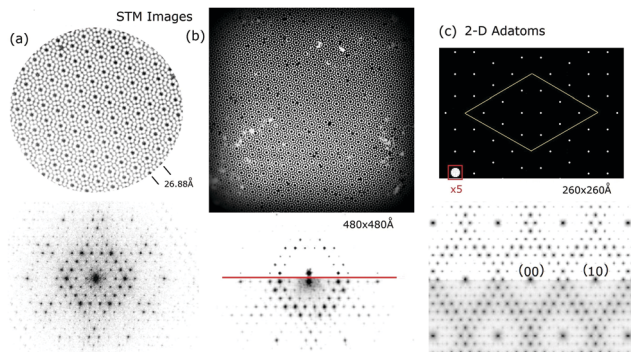 STM Images
(a)
(b)
(c) 2-D Adatoms
26.88Å
x5
260x260Å
480x480Å
(00)
(10)